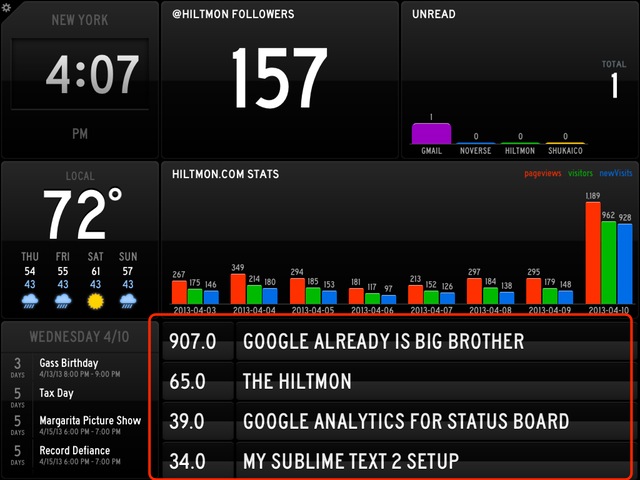 NEW YORK
4:07
PM
@HILTMON FOLLOWERS
157
UNREAD
TOTAL
1
1 0 0 0
GMAIL NOVERSE HILTMON SHUKAICO
LOCAL
72°
THU FRI SAT SUN
54 55 61 57
43 43 43 43
HILTMON.COM STATS
pageviews visitors newVisits
267 175 146 349 214 180 294 185 153 181 117 97 213 152 126 297 184 138 295 179 148 1,189 962 928
2013-04-03 2013-04-04 2013-04-05 2013-04-06 2013-04-07 2013-04-08 2013-04-09 2013-04-10
WEDNESDAY 4/10
3 DAYS Gass Birthday
4/13/13 8:00 PM - 9:00 PM
5 DAYS Tax Day
5 DAYS Margarita Picture Show
4/15/13 6:00 PM - 7:00 PM
5 DAYS Record Defiance
4/15/13 6:00 PM - 7:00 PM
907.0 GOOGLE ALREADY IS BIG BROTHER
65.0 THE HILTMON
39.0 GOOGLE ANALYTICS FOR STATUS BOARD
34.0 MY SUBLIME TEXT 2 SETUP